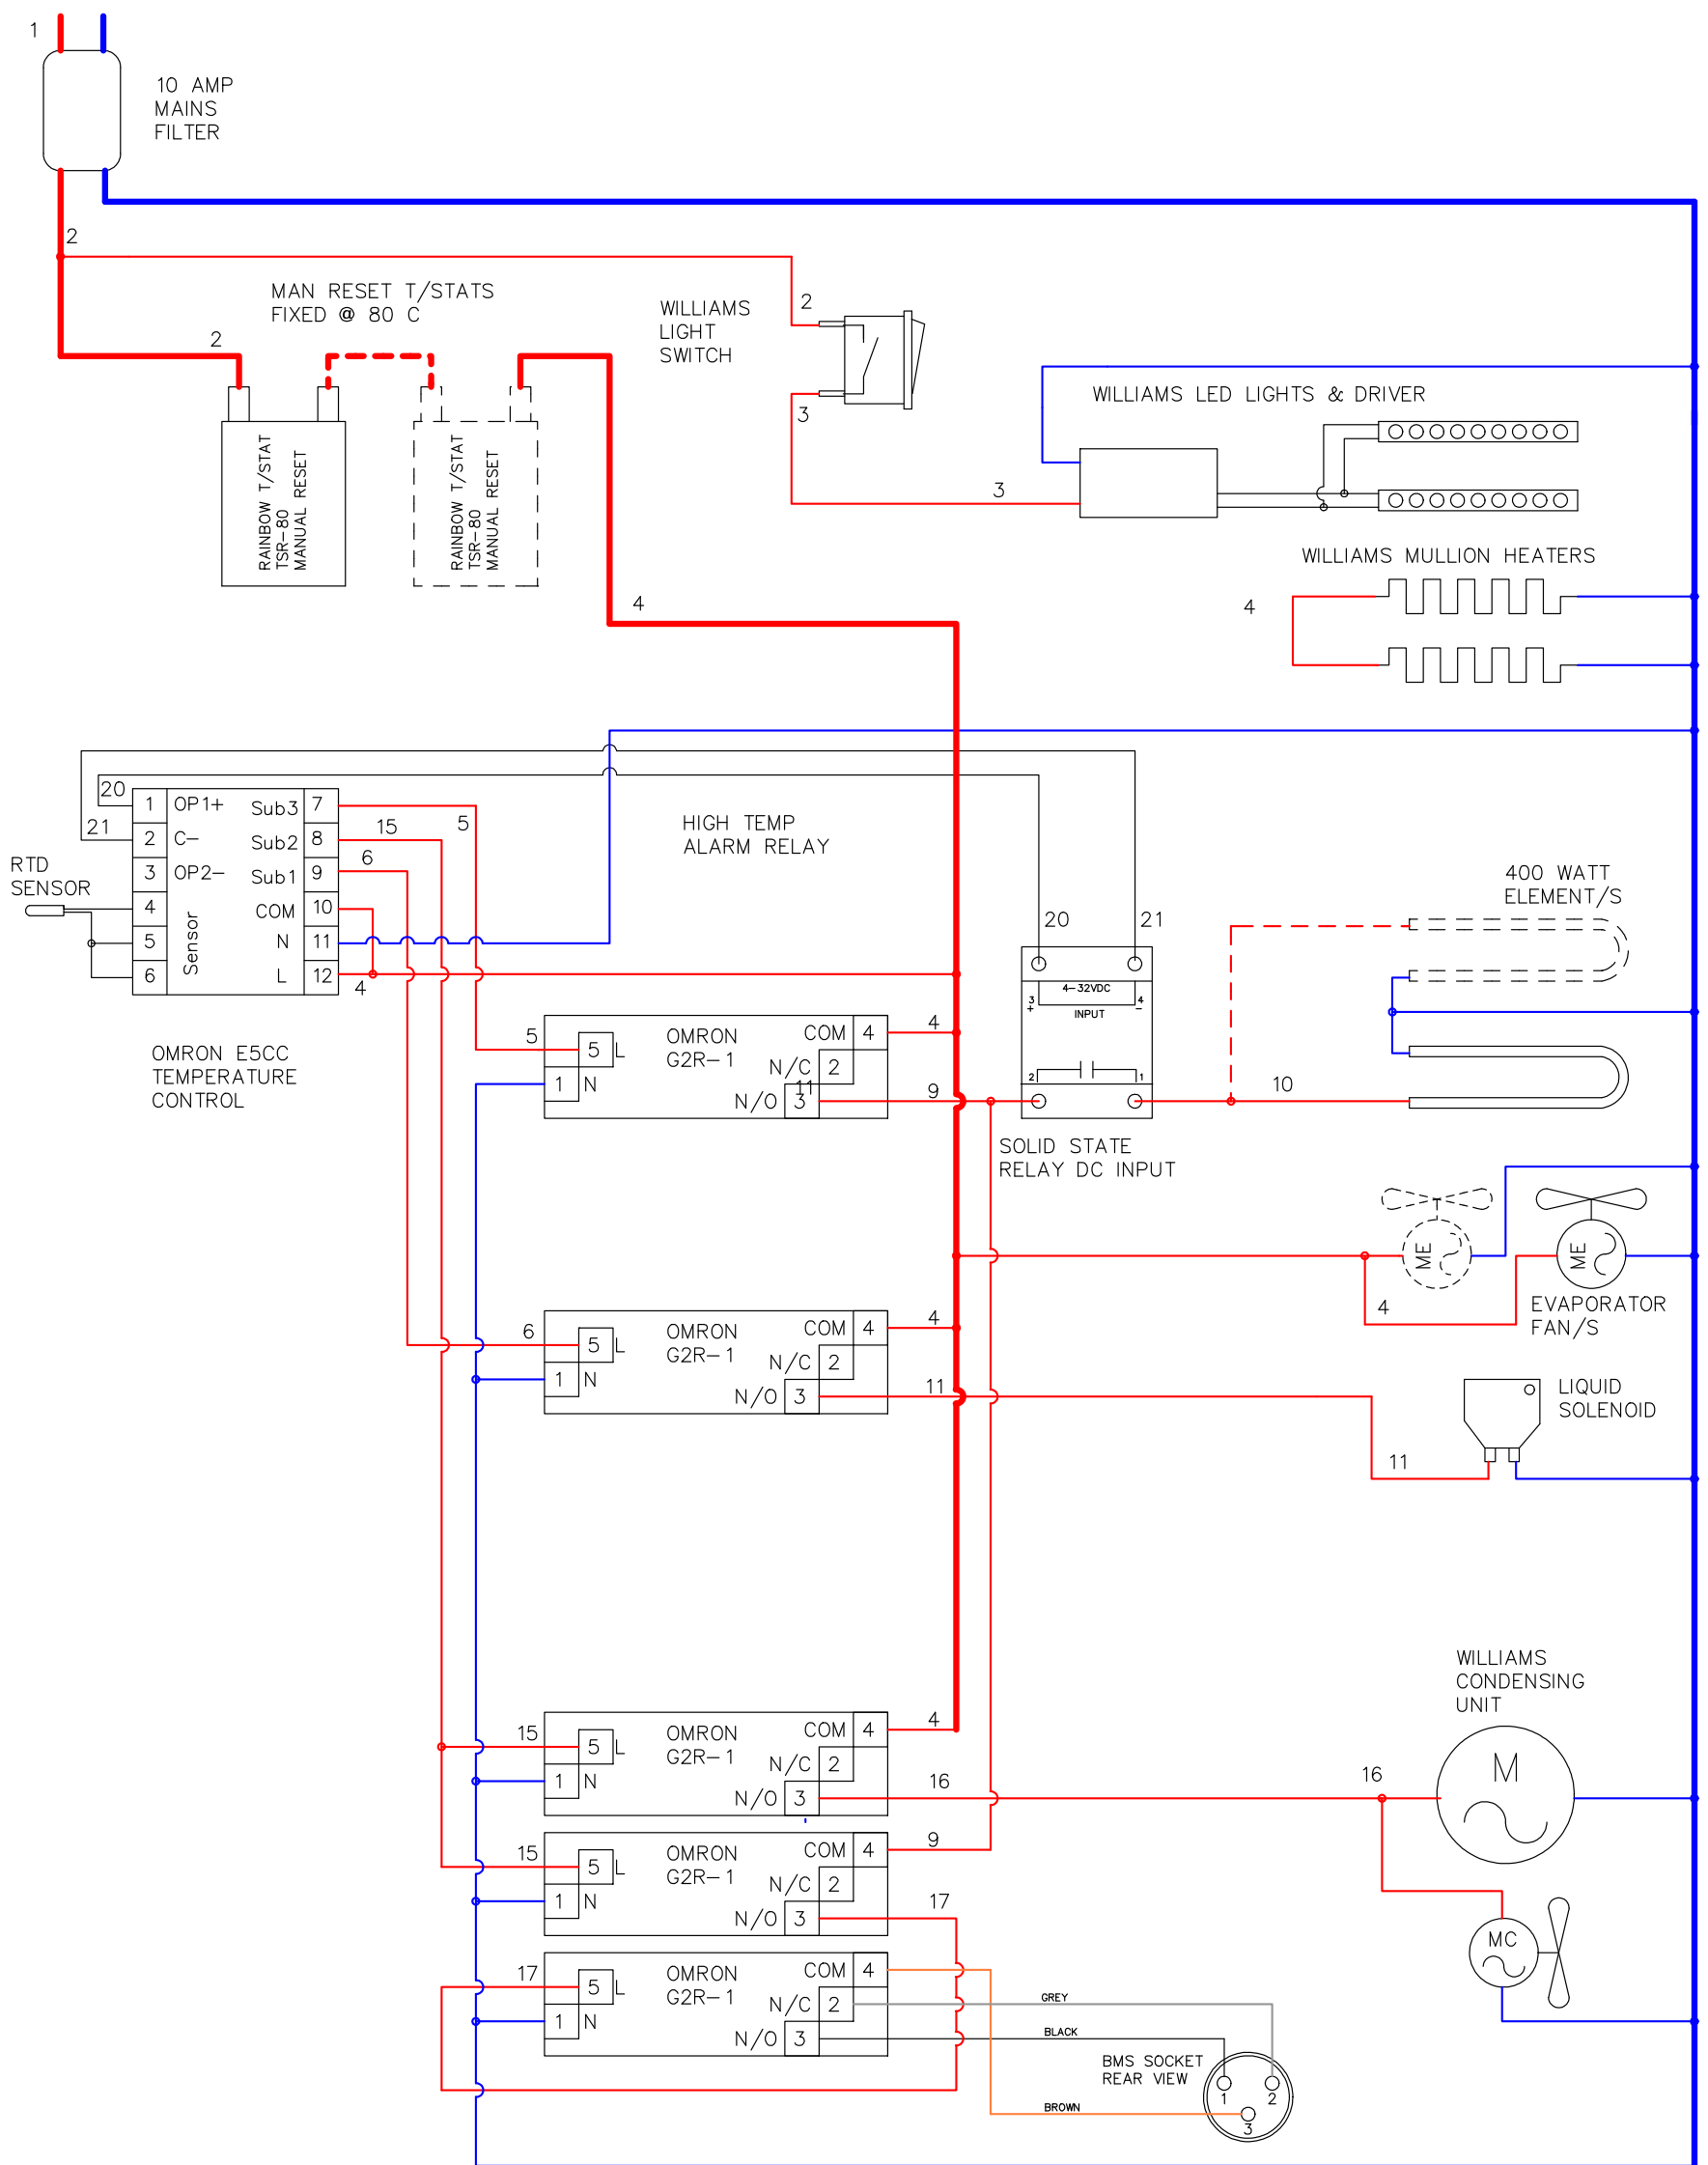 1
10 AMP
MAINS
FILTER
2
MAN RESET T/STATS
FIXED @ 80 C
2
WILLIAMS
LIGHT
SWITCH
2
3
WILLIAMS LED LIGHTS & DRIVER
3
RAINBOW T/STAT
TSR-80
MANUAL RESET
RAINBOW T/STAT
TSR-80
MANUAL RESET
WILLIAMS MULLION HEATERS
4
4
20
21
1 OP1+ Sub3 7
2 C- Sub2 8
3 OP2- Sub1 9
4 COM 10
5 N 11
6 L 12
Sensor
5
15
6
4
RTD
SENSOR
HIGH TEMP
ALARM RELAY
OMRON E5CC
TEMPERATURE
CONTROL
400 WATT
ELEMENT/S
20 21
4-32VDC
3 4
+ -
INPUT
2 1
10
SOLID STATE
RELAY DC INPUT
5
5 L
1 N
OMRON
G2R-1
COM 4
N/C 2
N/O 3
11
4
9
4
EVAPORATOR
FAN/S
ME
ME
6
5 L
1 N
OMRON
G2R-1
COM 4
N/C 2
N/O 3
4
11
LIQUID
SOLENOID
11
WILLIAMS
CONDENSING
UNIT
M
16
MC
15
5 L
1 N
OMRON
G2R-1
COM 4
N/C 2
N/O 3
4
16
15
5 L
1 N
OMRON
G2R-1
COM 4
N/C 2
N/O 3
9
17
17
5 L
1 N
OMRON
G2R-1
COM 4
N/C 2
N/O 3
GREY
BLACK
BROWN
BMS SOCKET
REAR VIEW
1 2
3